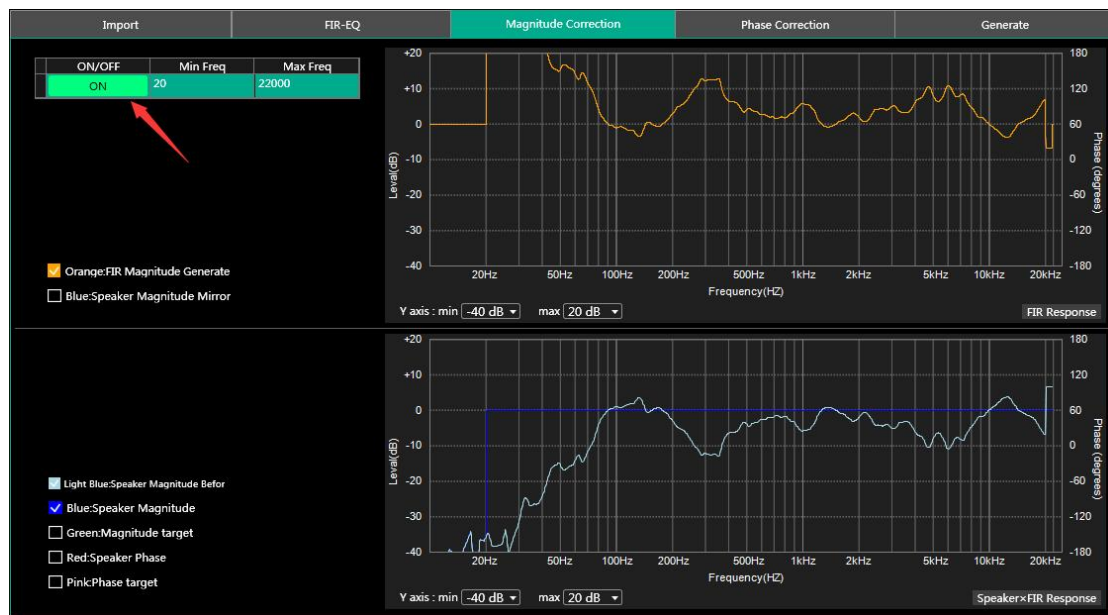 Import FIR-EQ Magnitude Correction Phase Correction Generate
ON/OFF Min Freq Max Freq
ON 20 22000
Orange:FIR Magnitude Generate
Blue:Speaker Magnitude Mirror
+20 180
+10 120
0 60
-10 0
-20 -60
-30 -120
-40 -180
Leval(dB)
Phase (degrees)
20Hz 50Hz 100Hz 200Hz 500Hz 1kHz 2kHz 5kHz 10kHz 20kHz
Frequency(HZ)
Y axis : min -40 dB max 20 dB FIR Response
Light Blue:Speaker Magnitude Befor
Blue:Speaker Magnitude
Green:Magnitude target
Red:Speaker Phase
Pink:Phase target
+20 180
+10 120
0 60
-10 0
-20 -60
-30 -120
-40 -180
Leval(dB)
Phase (degrees)
20Hz 50Hz 100Hz 200Hz 500Hz 1kHz 2kHz 5kHz 10kHz 20kHz
Frequency(HZ)
Y axis : min -40 dB max 20 dB Speaker×FIR Response